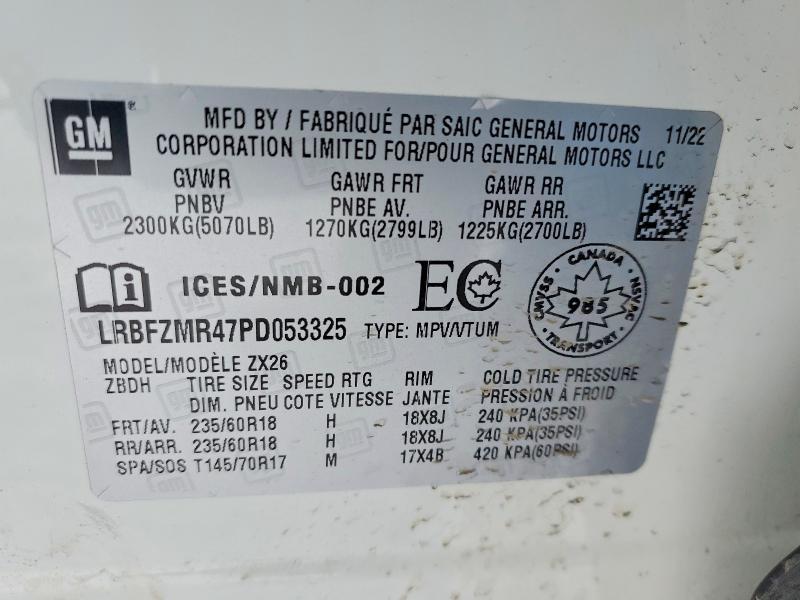 GM
MFD BY / FABRIQUÉ PAR SAIC GENERAL MOTORS 11/22
CORPORATION LIMITED FOR/POUR GENERAL MOTORS LLC
GVWR GAWR FRT GAWR RR
PNBV PNBE AV. PNBE ARR.
2300KG(5070LB) 1270KG(2799LB) 1225KG(2700LB)
ICES/NMB-002 EC
CANADA
CMVSS 985 NSVAC
TRANSPORT
LRBFZMR47PD053325 TYPE: MPV/VTUM
MODEL/MODÈLE ZX26
ZBDH TIRE SIZE SPEED RTG RIM COLD TIRE PRESSURE
DIM. PNEU COTE VITESSE JANTE PRESSION À FROID
FRT/AV. 235/60R18 H 18X8J 240 KPA(35PSI)
RR/ARR. 235/60R18 H 18X8J 240 KPA(35PSI)
SPA/SOS T145/70R17 M 17X4B 420 KPA(60PSI)